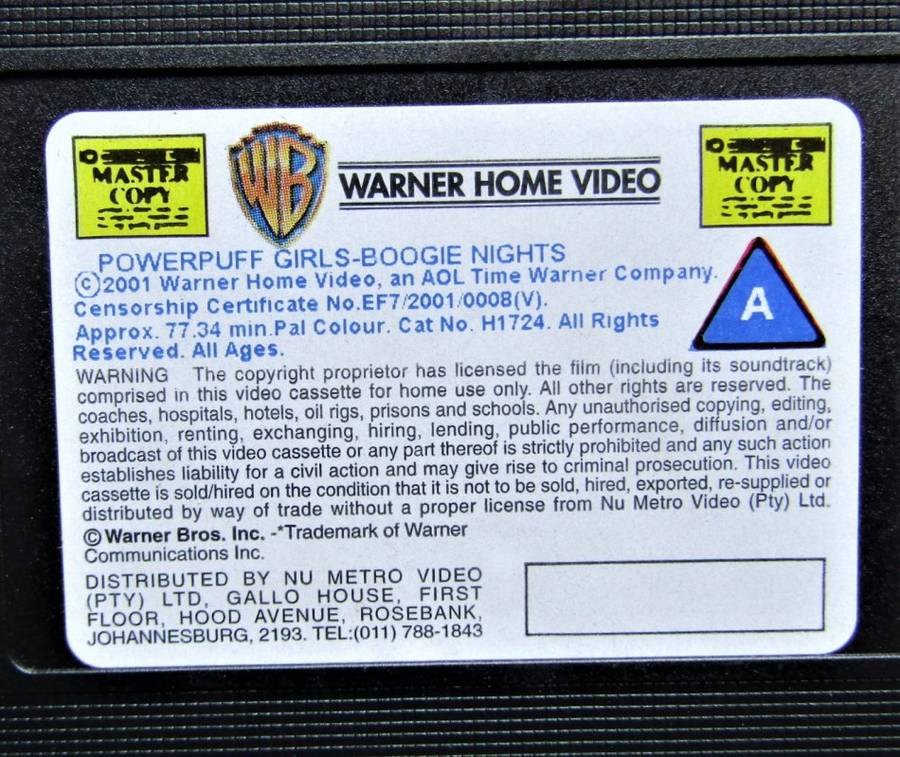 MASTER
COPY
WB
WARNER HOME VIDEO
MASTER
COPY
POWERPUFF GIRLS-BOOGIE NIGHTS
©2001 Warner Home Video, an AOL Time Warner Company.
Censorship Certificate No.EF7/2001/0008(V).
Approx. 77.34 min.Pal Colour. Cat No. H1724. All Rights
Reserved. All Ages.
A
WARNING The copyright proprietor has licensed the film (including its soundtrack)
comprised in this video cassette for home use only. All other rights are reserved. The
coaches, hospitals, hotels, oil rigs, prisons and schools. Any unauthorised copying, editing,
exhibition, renting, exchanging, hiring, lending, public performance, diffusion and/or
broadcast of this video cassette or any part thereof is strictly prohibited and any such action
establishes liability for a civil action and may give rise to criminal prosecution. This video
cassette is sold/hired on the condition that it is not to be sold, hired, exported, re-supplied or
distributed by way of trade without a proper license from Nu Metro Video (Pty) Ltd.
© Warner Bros. Inc. -*Trademark of Warner
Communications Inc.
DISTRIBUTED BY NU METRO VIDEO
(PTY) LTD, GALLO HOUSE, FIRST
FLOOR, HOOD AVENUE, ROSEBANK,
JOHANNESBURG, 2193. TEL:(011) 788-1843